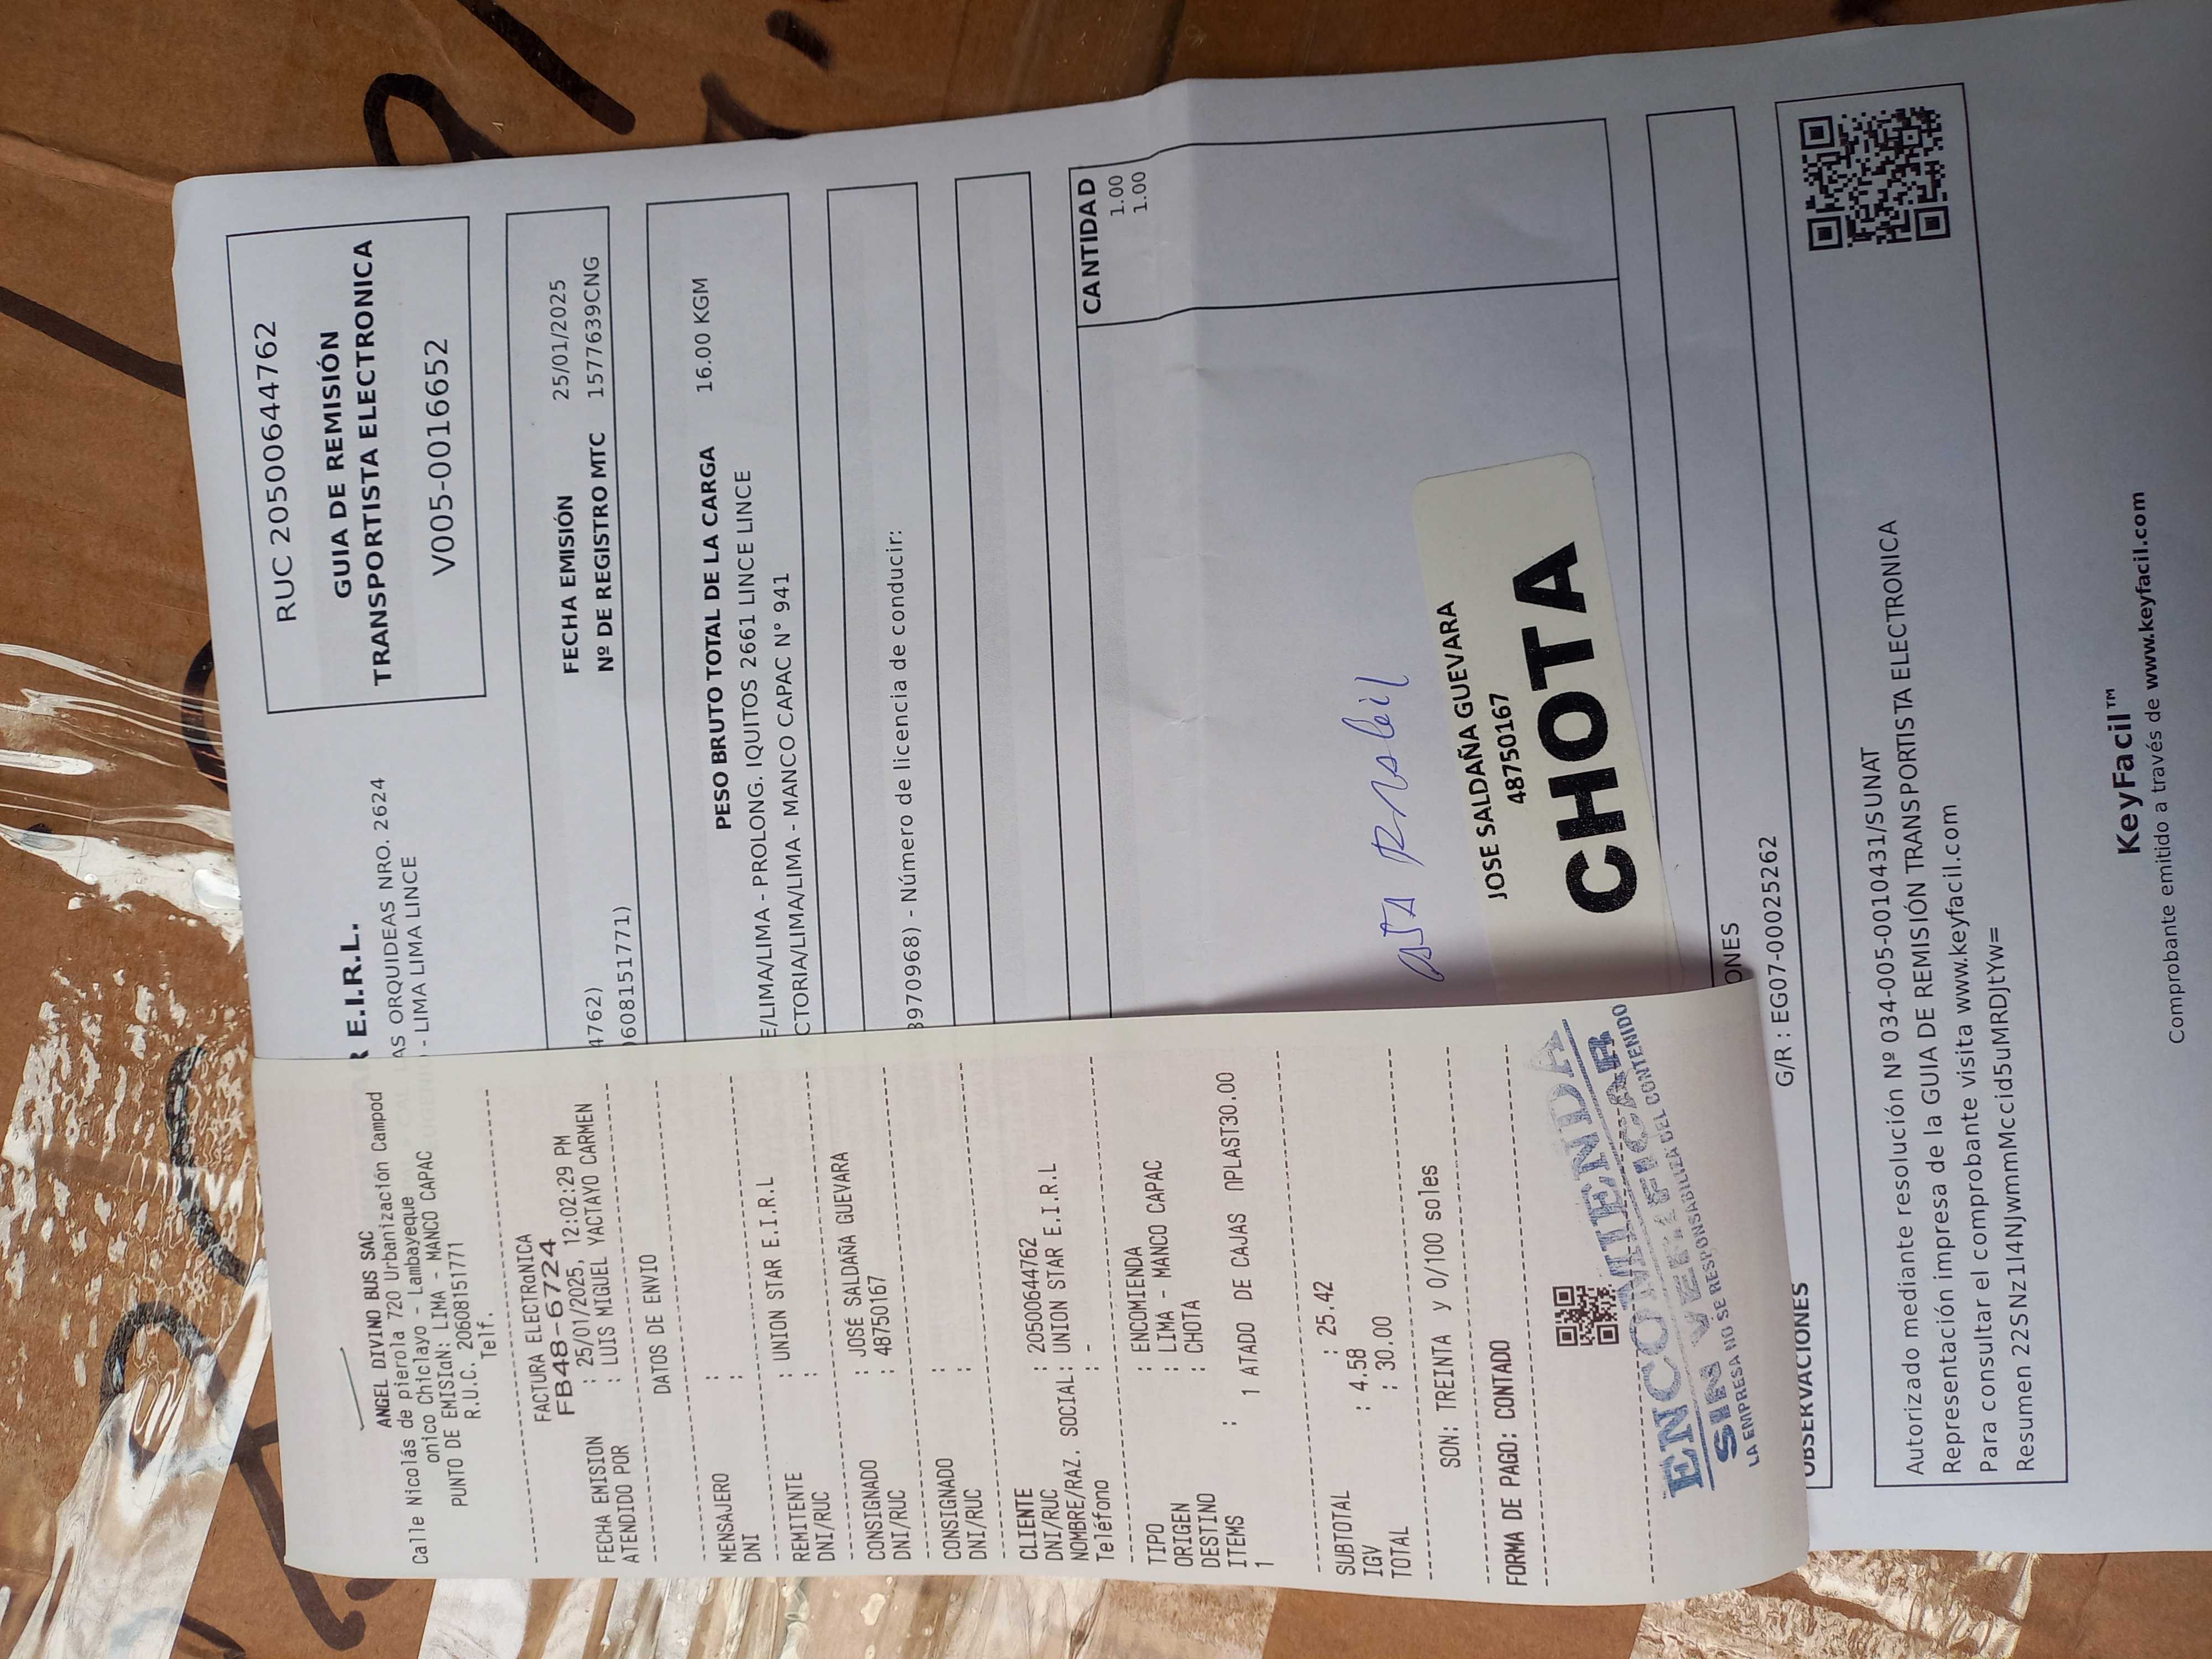 ANGEL DIVINO BUS SAC
Calle Nicolás de pierola 720 Urbanización Campod
onico Chiclayo - Lambayeque
PUNTO DE EMISIαN: LIMA - MANCO CAPAC
R.U.C. 20608151771
Telf.
FACTURA ELECTRαNICA
FB48-6724
FECHA EMISION : 25/01/2025, 12:02:29 PM
ATENDIDO POR : LUIS MIGUEL YACTAYO CARMEN
DATOS DE ENVIO
MENSAJERO :
DNI :
REMITENTE : UNION STAR E.I.R.L
DNI/RUC :
CONSIGNADO : JOSÉ SALDAÑA GUEVARA
DNI/RUC : 48750167
CONSIGNADO :
DNI/RUC :
CLIENTE
DNI/RUC : 20500644762
NOMBRE/RAZ. SOCIAL: UNION STAR E.I.R.L
Teléfono : -
TIPO : ENCOMIENDA
ORIGEN : LIMA - MANCO CAPAC
DESTINO : CHOTA
ITEMS :
1 1 ATADO DE CAJAS ΠPLAST30.00
SUBTOTAL : 25.42
IGV : 4.58
TOTAL : 30.00
SON: TREINTA y 0/100 soles
FORMA DE PAGO: CONTADO
ENCOMIENDA
SIN VERIFICAR
LA EMPRESA NO SE RESPONSABILIZA DEL CONTENIDO
R E.I.R.L.
AS ORQUIDEAS NRO. 2624
- LIMA LIMA LINCE
RUC 20500644762
GUIA DE REMISIÓN
TRANSPORTISTA ELECTRONICA
V005-0016652
FECHA EMISIÓN 25/01/2025
4762) Nº DE REGISTRO MTC 1577639CNG
0608151771)
PESO BRUTO TOTAL DE LA CARGA 16.00 KGM
E/LIMA/LIMA - PROLONG. IQUITOS 2661 LINCE LINCE
CTORIA/LIMA/LIMA - MANCO CAPAC N° 941
8970968) - Número de licencia de conducir:
CANTIDAD
1.00
1.00
JOSE SALDAÑA GUEVARA
48750167
CHOTA
ONES
G/R : EG07-00025262
OBSERVACIONES
Autorizado mediante resolución Nº 034-005-0010431/SUNAT
Representación impresa de la GUIA DE REMISIÓN TRANSPORTISTA ELECTRONICA
Para consultar el comprobante visita www.keyfacil.com
Resumen 22SNz1l4NJwmmMccid5uMRDJtYw=
KeyFacil™
Comprobante emitido a través de www.keyfacil.com